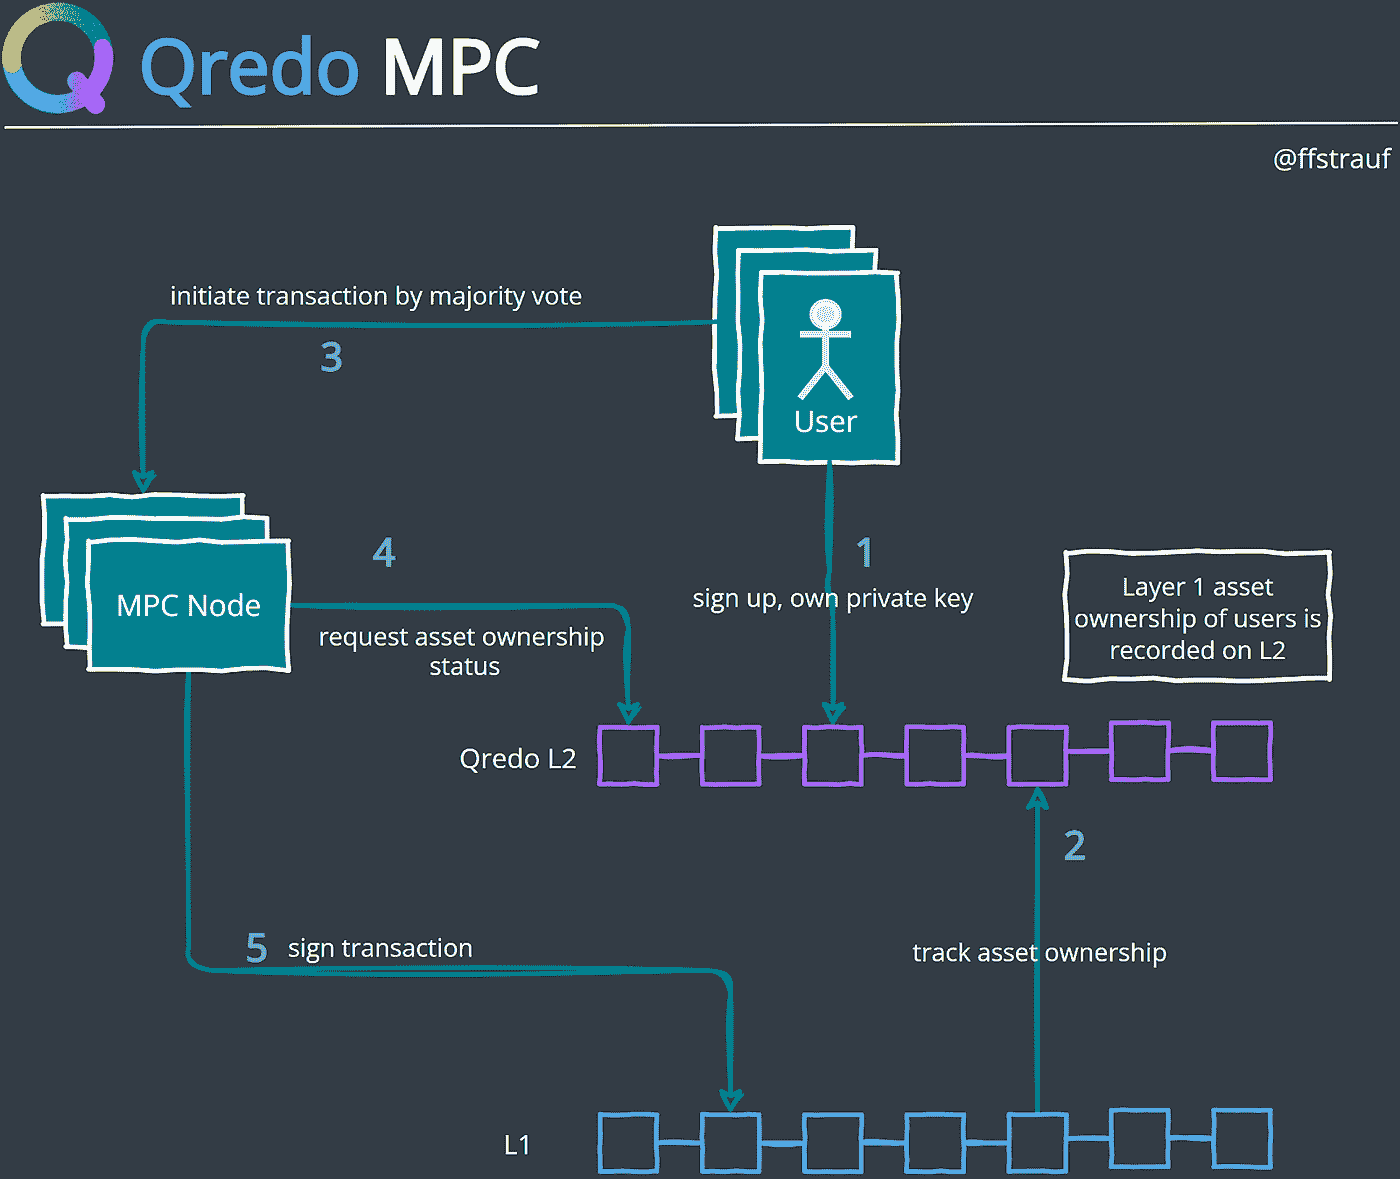 Qredo MPC
@ffstrauf
initiate transaction by majority vote
3
User
4
1
sign up, own private key
Layer 1 asset
ownership of users is
recorded on L2
MPC Node
request asset ownership
status
Qredo L2
2
5 sign transaction
track asset ownership
L1